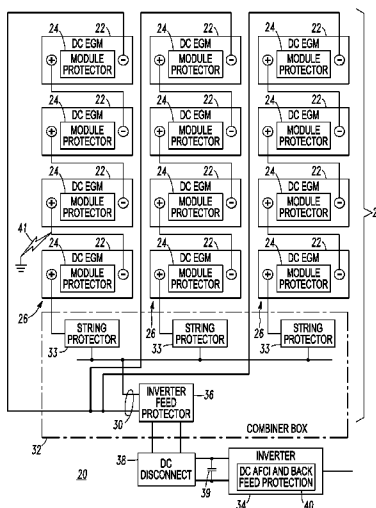 24 22 24 22 24 22
DC EGM DC EGM DC EGM
+ MODULE PROTECTOR − + MODULE PROTECTOR − + MODULE PROTECTOR −
24 22 24 22 24 22
DC EGM DC EGM DC EGM
+ MODULE PROTECTOR − + MODULE PROTECTOR − + MODULE PROTECTOR −
24 22 24 22 24 22
DC EGM DC EGM DC EGM
+ MODULE PROTECTOR − + MODULE PROTECTOR − + MODULE PROTECTOR −
41
24 22 24 22 24 22
DC EGM DC EGM DC EGM
+ MODULE PROTECTOR − + MODULE PROTECTOR − + MODULE PROTECTOR −
26 26 26
STRING PROTECTOR STRING PROTECTOR STRING PROTECTOR
33 33 33
INVERTER FEED PROTECTOR 36
30
COMBINER BOX
32
38
DC DISCONNECT
39
INVERTER
DC AFCI AND BACK FEED PROTECTION
34 40
20